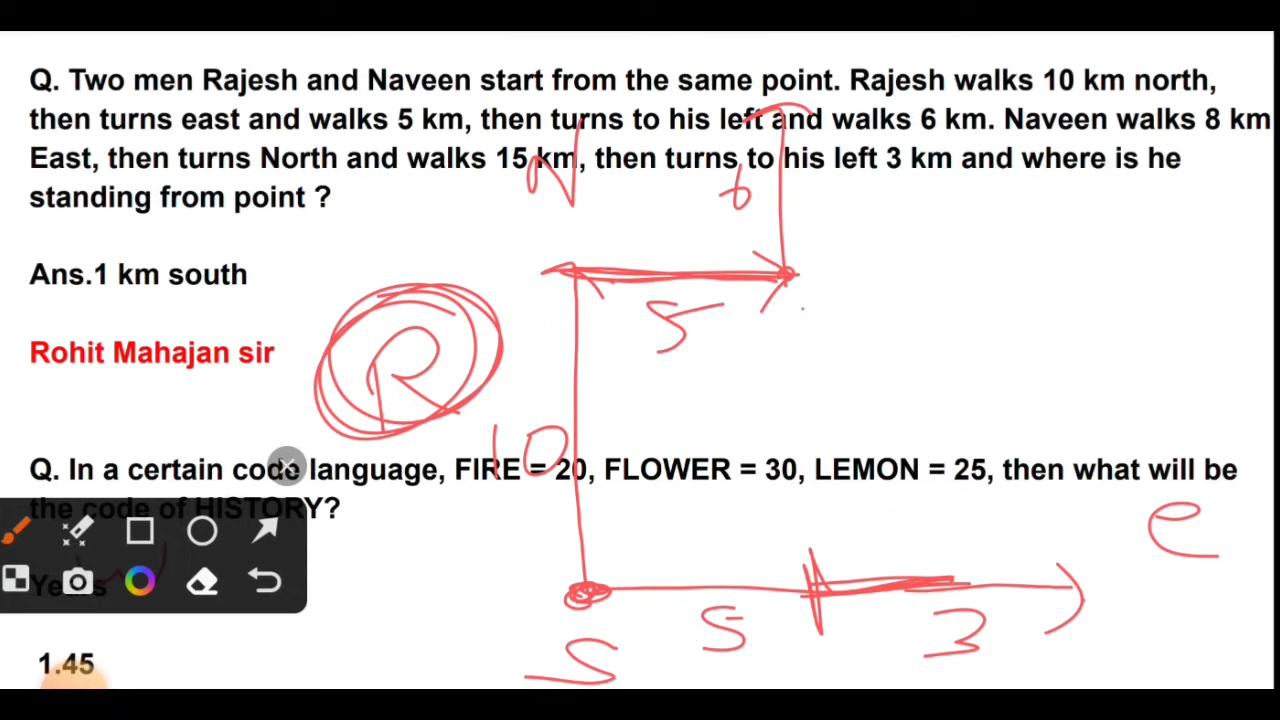 Q. Two men Rajesh and Naveen start from the same point. Rajesh walks 10 km north,
then turns east and walks 5 km, then turns to his left and walks 6 km. Naveen walks 8 km
East, then turns North and walks 15 km, then turns to his left 3 km and where is he
standing from point ?
N
6
Ans.1 km south
5
Rohit Mahajan sir
R
10
Q. In a certain code language, FIRE = 20, FLOWER = 30, LEMON = 25, then what will be
the code of HISTORY?
e
5
3
S
1.45